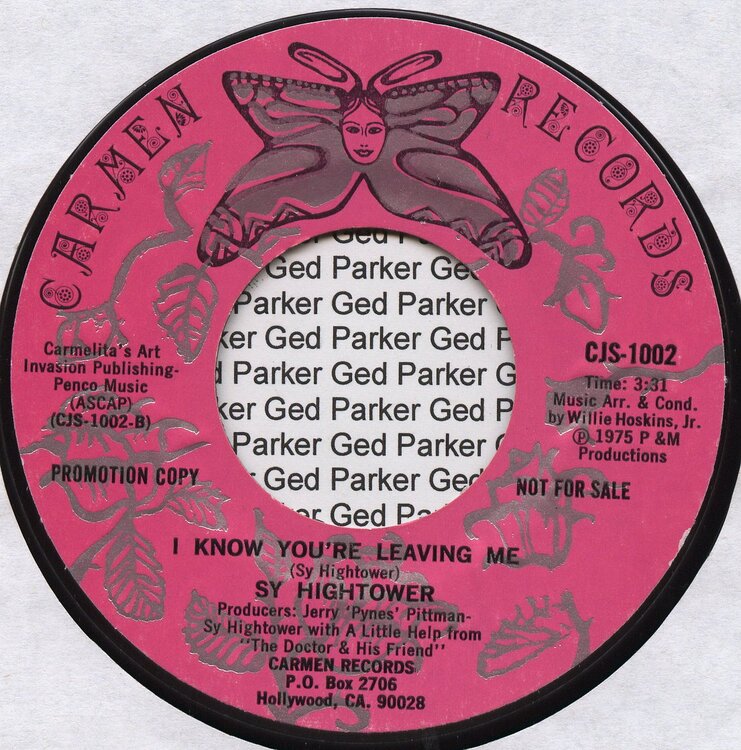 CARMEN RECORDS
Ged Parker Ged
Parker Ged Parker
ker Ged Parker Ged P
Parker Ged Parker G
ker Ged Parker Ged P
Parker Ged Parker
Ged Parker Ged
er Ged Pa
Carmelita's Art
Invasion Publishing-
Penco Music
(ASCAP)
(CJS-1002-B)
PROMOTION COPY
CJS-1002
Time: 3:31
Music Arr. & Cond.
by Willie Hoskins, Jr.
Ⓟ 1975 P & M
Productions
NOT FOR SALE
I KNOW YOU'RE LEAVING ME
(Sy Hightower)
SY HIGHTOWER
Producers: Jerry 'Pynes' Pittman-
Sy Hightower with A Little Help from
"The Doctor & His Friend"
CARMEN RECORDS
P.O. Box 2706
Hollywood, CA. 90028